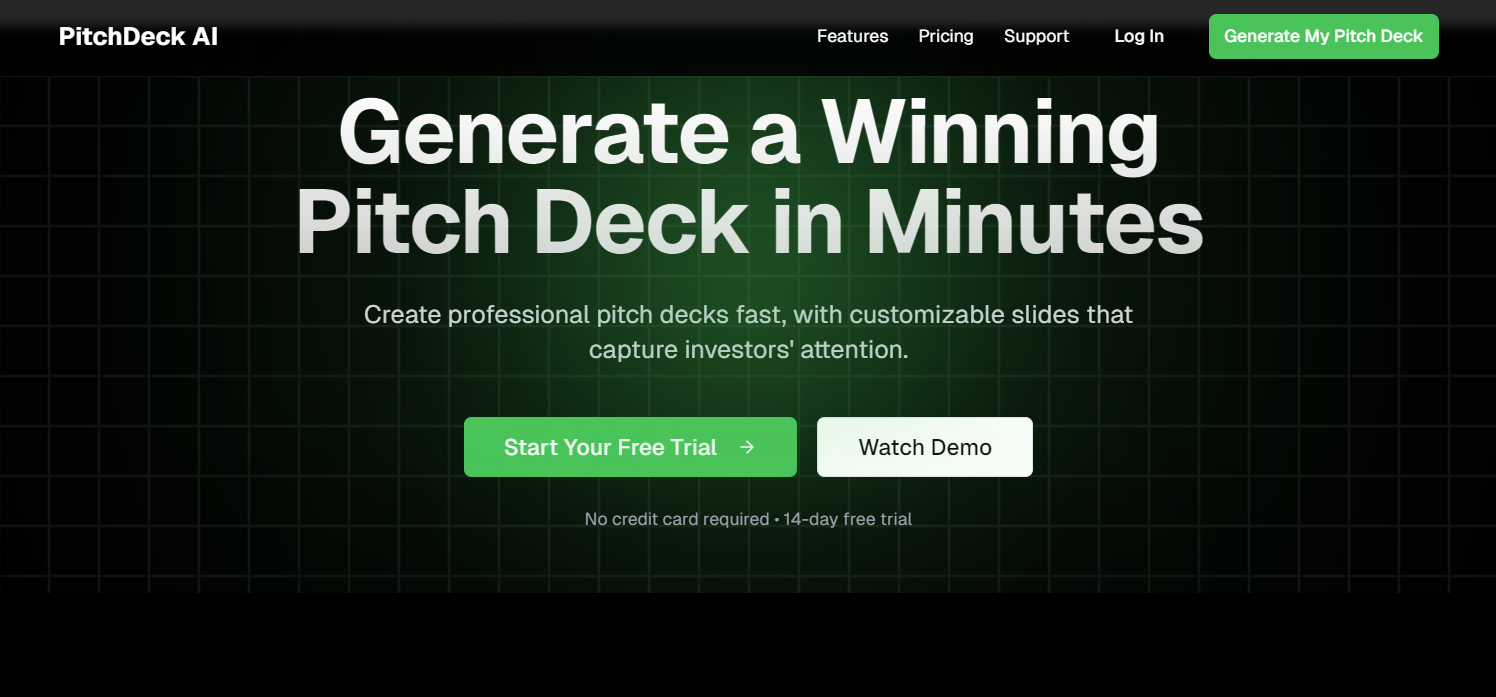 PitchDeck AI
Features Pricing Support Log In Generate My Pitch Deck
Generate a Winning
Pitch Deck in Minutes
Create professional pitch decks fast, with customizable slides that
capture investors' attention.
Start Your Free Trial → Watch Demo
No credit card required • 14-day free trial